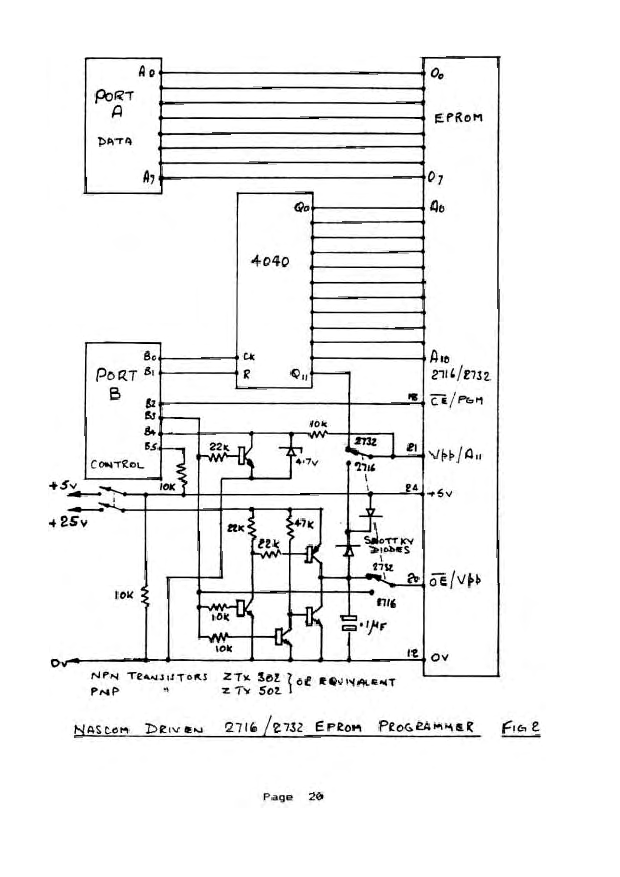 A0 O0
PORT
A
EPROM
DATA
A7 O7
Q0 A0
4040
B0 CK A10
PORT
B
B1 R Q11 2716/2732
B2 18 CE/PGM
B3
B4 10K
B5 22K 4.7V 2732 21 Vpp/A11
2716
CONTROL
10K
+5V 24 +5V
+25V
22K 47K
22K SHOTTKY
DIODES
2732
20 OE/Vpp
10K 2716
10K .1µF
10K
0V 12 0V
NPN TRANSISTORS ZTX 302 } OR EQUIVALENT
PNP " ZTX 502
NASCOM DRIVEN 2716/2732 EPROM PROGRAMMER FIG 2
Page 20